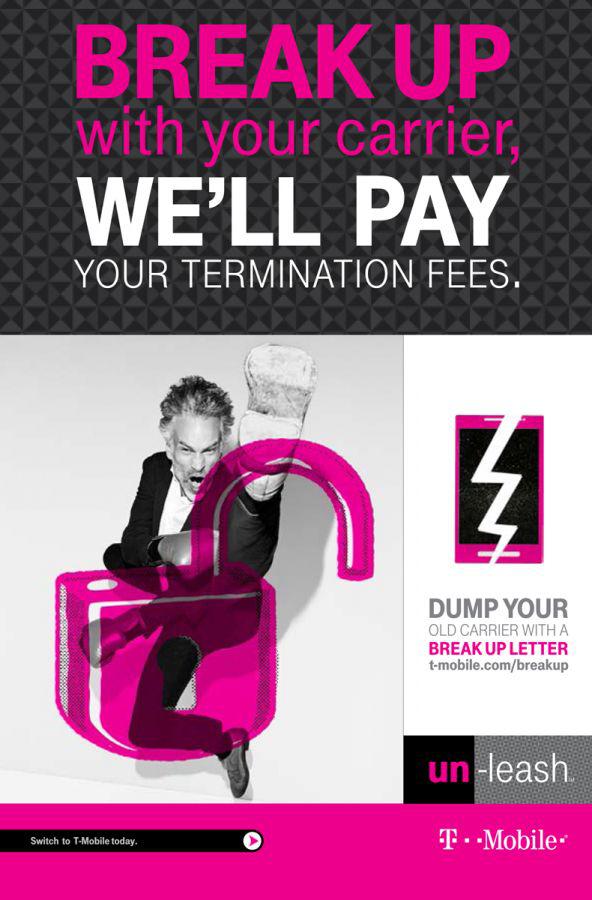 BREAK UP
with your carrier,
WE'LL PAY
YOUR TERMINATION FEES.
DUMP YOUR
OLD CARRIER WITH A
BREAK UP LETTER
t-mobile.com/breakup
un-leash
Switch to T-Mobile today.
T··Mobile·